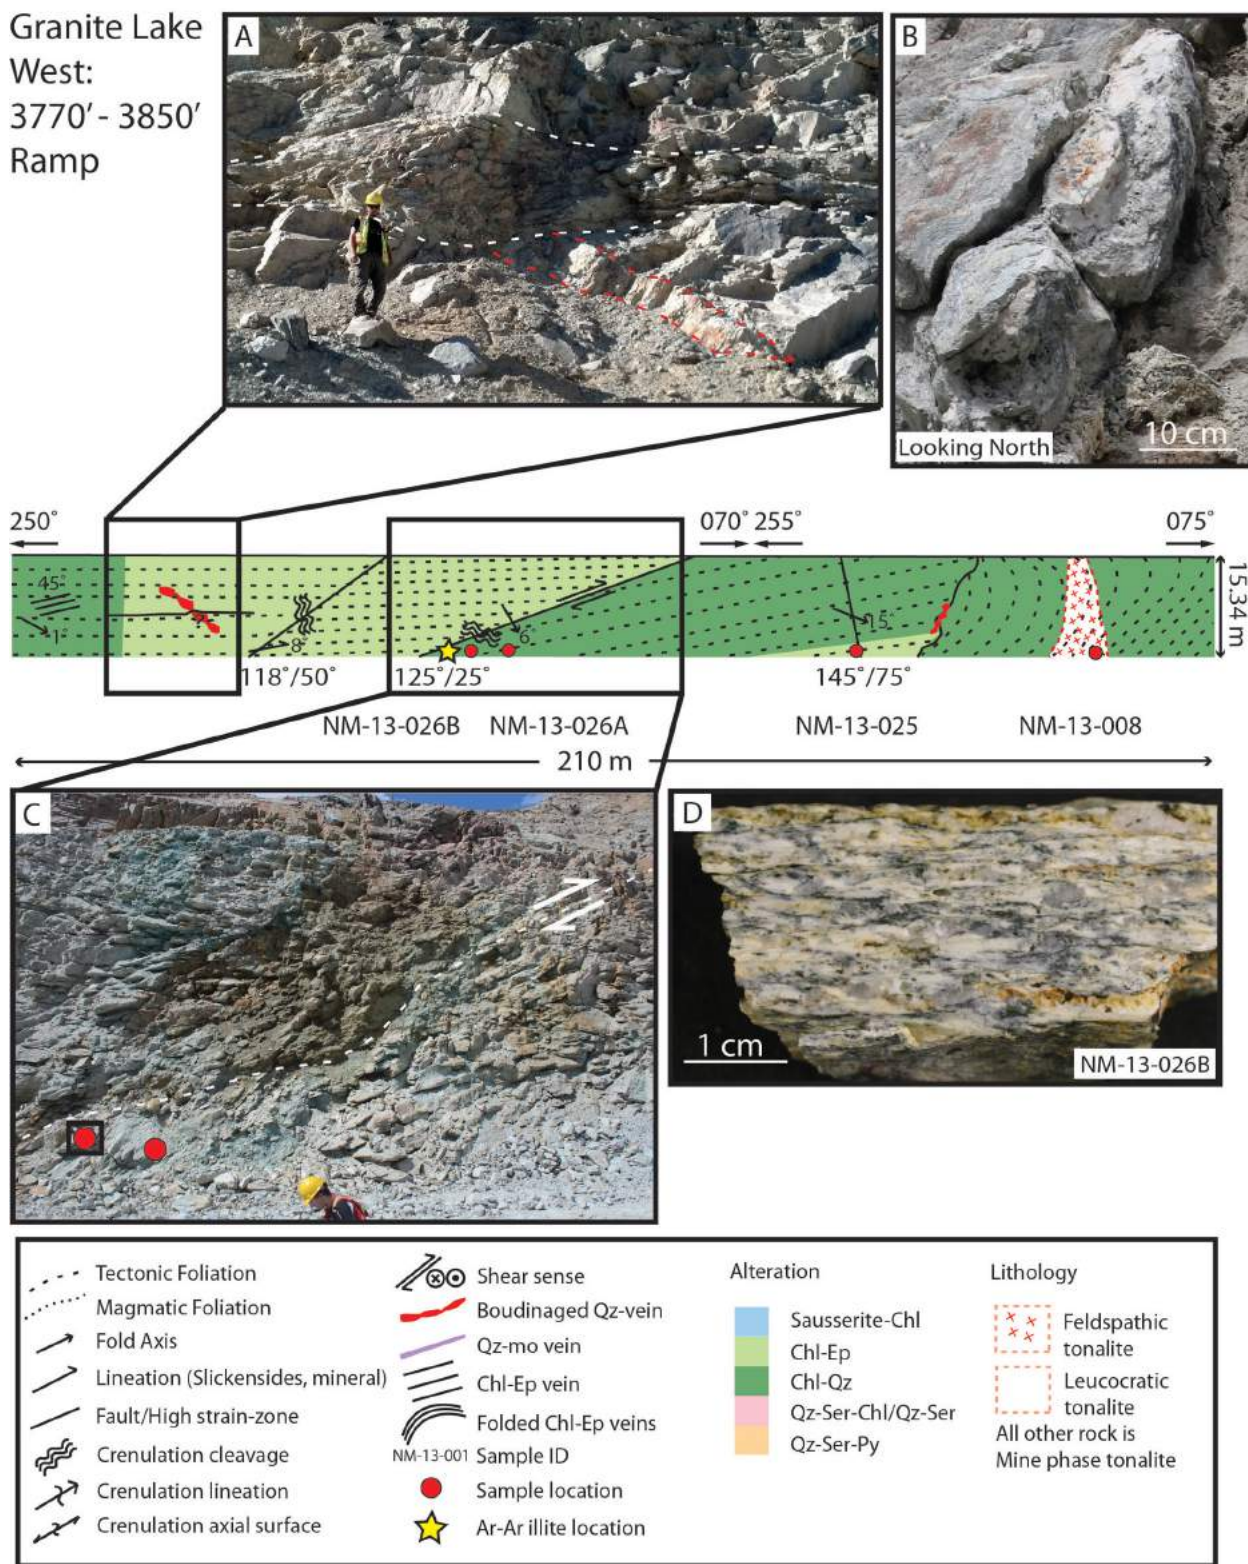 Granite Lake
West:
3770' - 3850'
Ramp
A
B
Looking North
10 cm
250°
070°
255°
075°
45°
1°
8°
6°
15°
15.34 m
118°/50°
125°/25°
145°/75°
NM-13-026B
NM-13-026A
NM-13-025
NM-13-008
210 m
C
D
1 cm
NM-13-026B
Tectonic Foliation
Magmatic Foliation
Fold Axis
Lineation (Slickensides, mineral)
Fault/High strain-zone
Crenulation cleavage
Crenulation lineation
Crenulation axial surface
Shear sense
Boudinaged Qz-vein
Qz-mo vein
Chl-Ep vein
Folded Chl-Ep veins
NM-13-001 Sample ID
Sample location
Ar-Ar illite location
Alteration
Sausserite-Chl
Chl-Ep
Chl-Qz
Qz-Ser-Chl/Qz-Ser
Qz-Ser-Py
Lithology
Feldspathic
tonalite
Leucocratic
tonalite
All other rock is
Mine phase tonalite